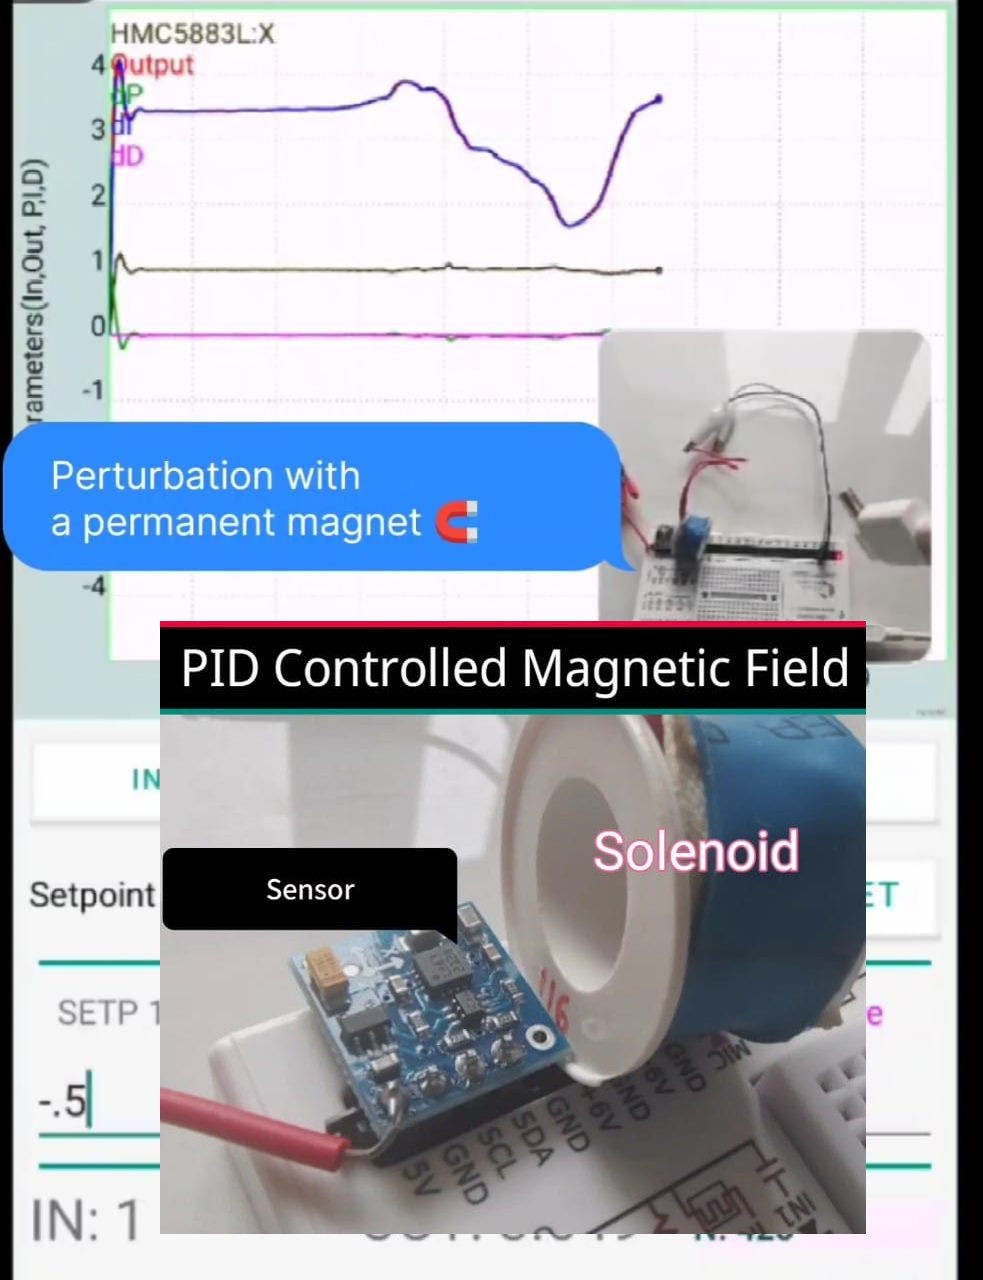 HMC5883L:X
4
Output
dP
3
dI
dD
2
1
0
-1
-4
rameters(In,Out, P,I,D)
Perturbation with
a permanent magnet 🧲
PID Controlled Magnetic Field
Solenoid
Sensor
116
5V
GND
SCL
SDA
GND
+6V
GND
+6V
GND
MIC
IN
Setpoint
ET
SETP 1
e
-.5
IN: 1